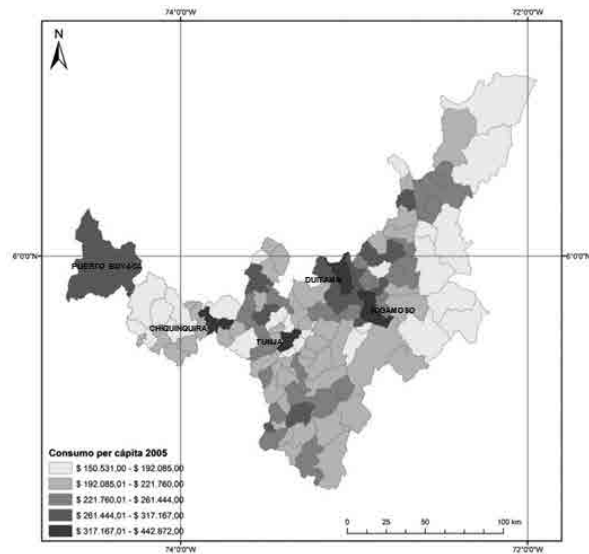 74°0'0"W 72°0'0"W
N
6°0'0"N 6°0'0"N
PUERTO BOYACA
DUITAMA
SOGAMOSO
CHIQUINQUIRA
TUNJA
Consumo per cápita 2005
$ 150.531,00 - $ 192.085,00
$ 192.085,01 - $ 221.760,00
$ 221.760,01 - $ 261.444,00
$ 261.444,01 - $ 317.167,00
$ 317.167,01 - $ 442.872,00
0 25 50 100 km
74°0'0"W 72°0'0"W